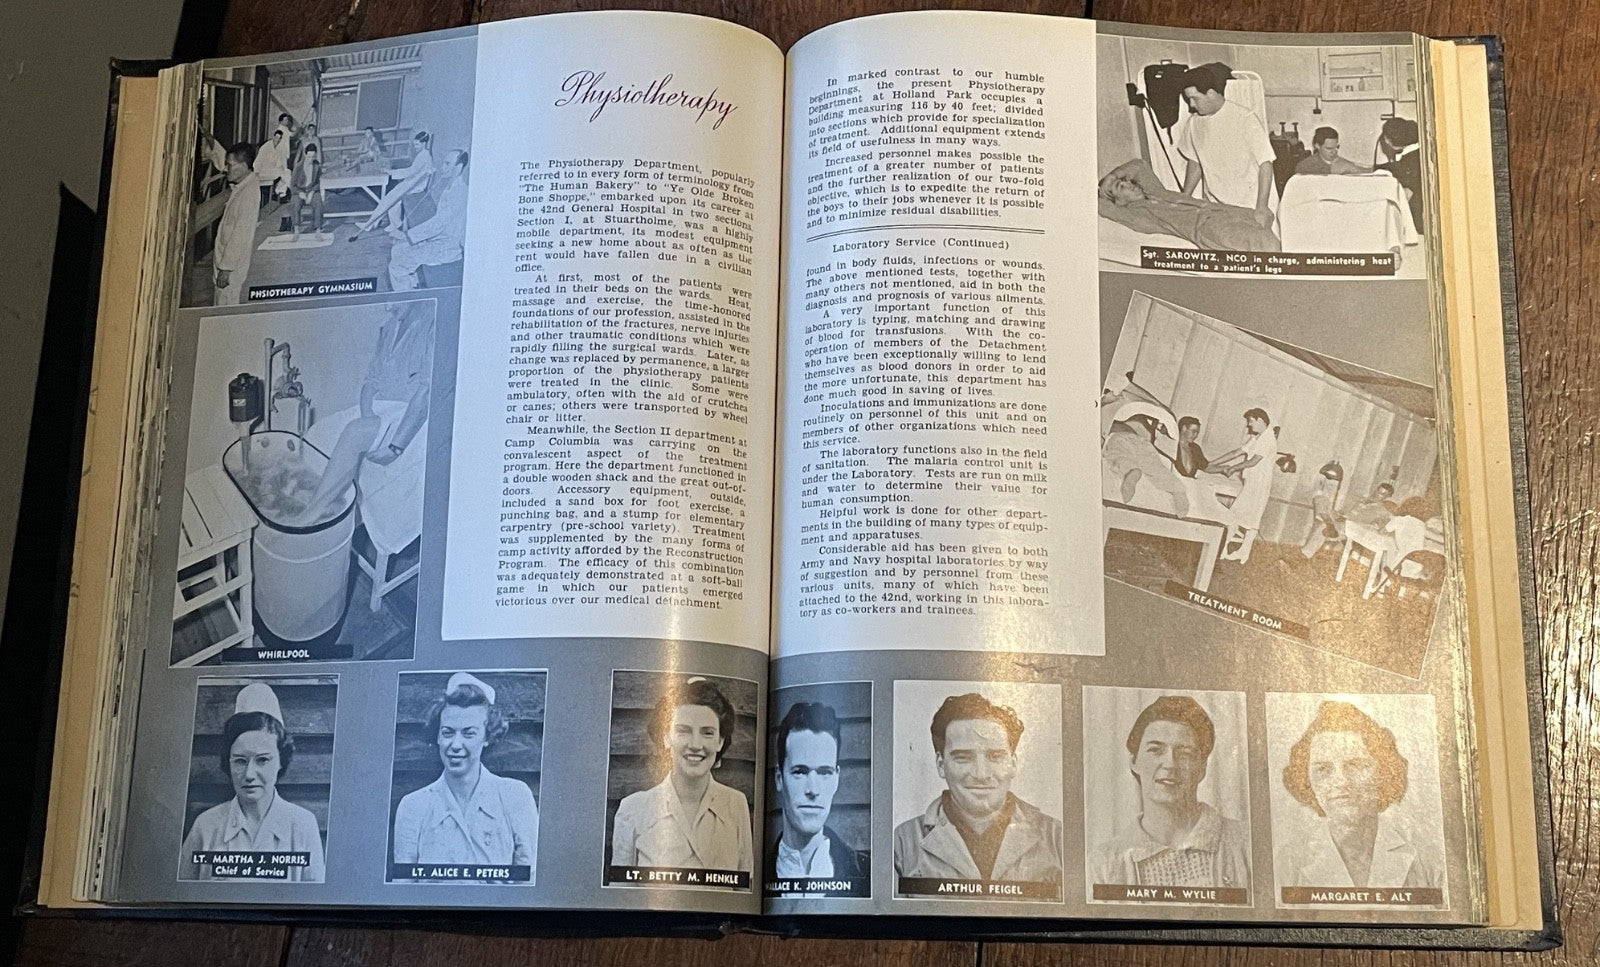 Physiotherapy
The Physiotherapy Department, popularly
referred to in every form of terminology from
"The Human Bakery" to "Ye Olde Broken
Bone Shoppe," embarked upon its career at
the 42nd General Hospital in two sections.
Section I, at Stuartholme, was a highly
mobile department, its modest equipment
seeking a new home about as often as the
rent would have fallen due in a civilian
office.
At first, most of the patients were
treated in their beds on the wards. Heat,
massage and exercise, the time-honored
foundations of our profession, assisted in the
rehabilitation of the fractures, nerve injuries
and other traumatic conditions which were
rapidly filling the surgical wards. Later, as
change was replaced by permanence, a larger
proportion of the physiotherapy patients
were treated in the clinic. Some were
ambulatory, often with the aid of crutches
or canes; others were transported by wheel
chair or litter.
Meanwhile, the Section II department at
Camp Columbia was carrying on the
convalescent aspect of the treatment
program. Here the department functioned in
a double wooden shack and the great out-of-
doors. Accessory equipment, outside,
included a sand box for foot exercise, a
punching bag, and a stump for elementary
carpentry (pre-school variety). Treatment
was supplemented by the many forms of
camp activity afforded by the Reconstruction
Program. The efficacy of this combination
was adequately demonstrated at a soft-ball
game in which our patients emerged
victorious over our medical detachment.
PHSIOTHERAPY GYMNASIUM
WHIRLPOOL
LT. MARTHA J. NORRIS,
Chief of Service
LT. ALICE E. PETERS
LT. BETTY M. HENKLE
In marked contrast to our humble
beginnings, the present Physiotherapy
Department at Holland Park occupies a
building measuring 116 by 40 feet; divided
into sections which provide for specialization
of treatment. Additional equipment extends
its field of usefulness in many ways.
Increased personnel makes possible the
treatment of a greater number of patients
and the further realization of our two-fold
objective, which is to expedite the return of
the boys to their jobs whenever it is possible
and to minimize residual disabilities.
Laboratory Service (Continued)
found in body fluids, infections or wounds.
The above mentioned tests, together with
many others not mentioned, aid in both the
diagnosis and prognosis of various ailments.
A very important function of this
laboratory is typing, matching and drawing
of blood for transfusions. With the co-
operation of members of the Detachment
who have been exceptionally willing to lend
themselves as blood donors in order to aid
the more unfortunate, this department has
done much good in saving of lives.
Inoculations and immunizations are done
routinely on personnel of this unit and on
members of other organizations which need
this service.
The laboratory functions also in the field
of sanitation. The malaria control unit is
under the Laboratory. Tests are run on milk
and water to determine their value for
human consumption.
Helpful work is done for other depart-
ments in the building of many types of equip-
ment and apparatuses.
Considerable aid has been given to both
Army and Navy hospital laboratories by way
of suggestion and by personnel from these
various units, many of which have been
attached to the 42nd, working in this labora-
tory as co-workers and trainees.
Sgt. SAROWITZ, NCO in charge, administering heat
treatment to a patient's legs
TREATMENT ROOM
WALLACE K. JOHNSON
ARTHUR FEIGEL
MARY M. WYLIE
MARGARET E. ALT